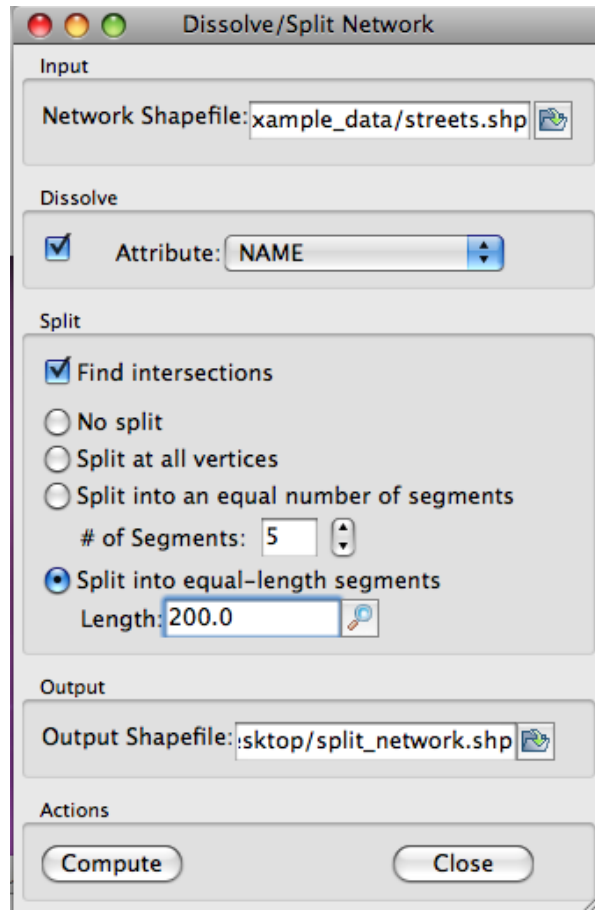 Dissolve/Split Network
Input
Network Shapefile: xample_data/streets.shp
Dissolve
Attribute: NAME
Split
Find intersections
No split
Split at all vertices
Split into an equal number of segments
# of Segments: 5
Split into equal-length segments
Length: 200.0
Output
Output Shapefile: sktop/split_network.shp
Actions
Compute Close